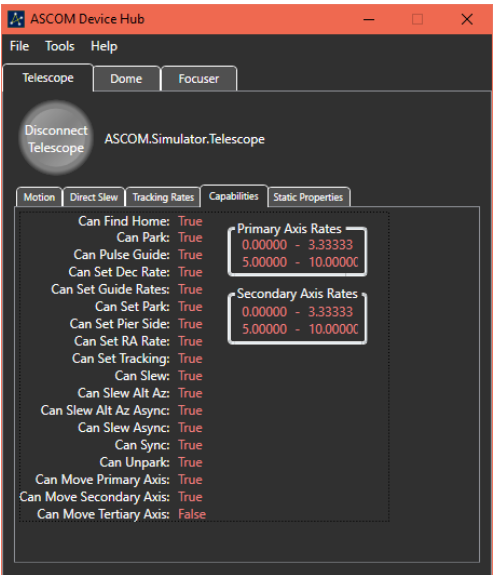 ASCOM Device Hub
File Tools Help
Telescope Dome Focuser
Disconnect
Telescope
ASCOM.Simulator.Telescope
Motion Direct Slew Tracking Rates Capabilities Static Properties
Can Find Home: True
Can Park: True
Can Pulse Guide: True
Can Set Dec Rate: True
Can Set Guide Rates: True
Can Set Park: True
Can Set Pier Side: True
Can Set RA Rate: True
Can Set Tracking: True
Can Slew: True
Can Slew Alt Az: True
Can Slew Alt Az Async: True
Can Slew Async: True
Can Sync: True
Can Unpark: True
Can Move Primary Axis: True
Can Move Secondary Axis: True
Can Move Tertiary Axis: False
Primary Axis Rates
0.00000 - 3.33333
5.00000 - 10.0000
Secondary Axis Rates
0.00000 - 3.33333
5.00000 - 10.0000